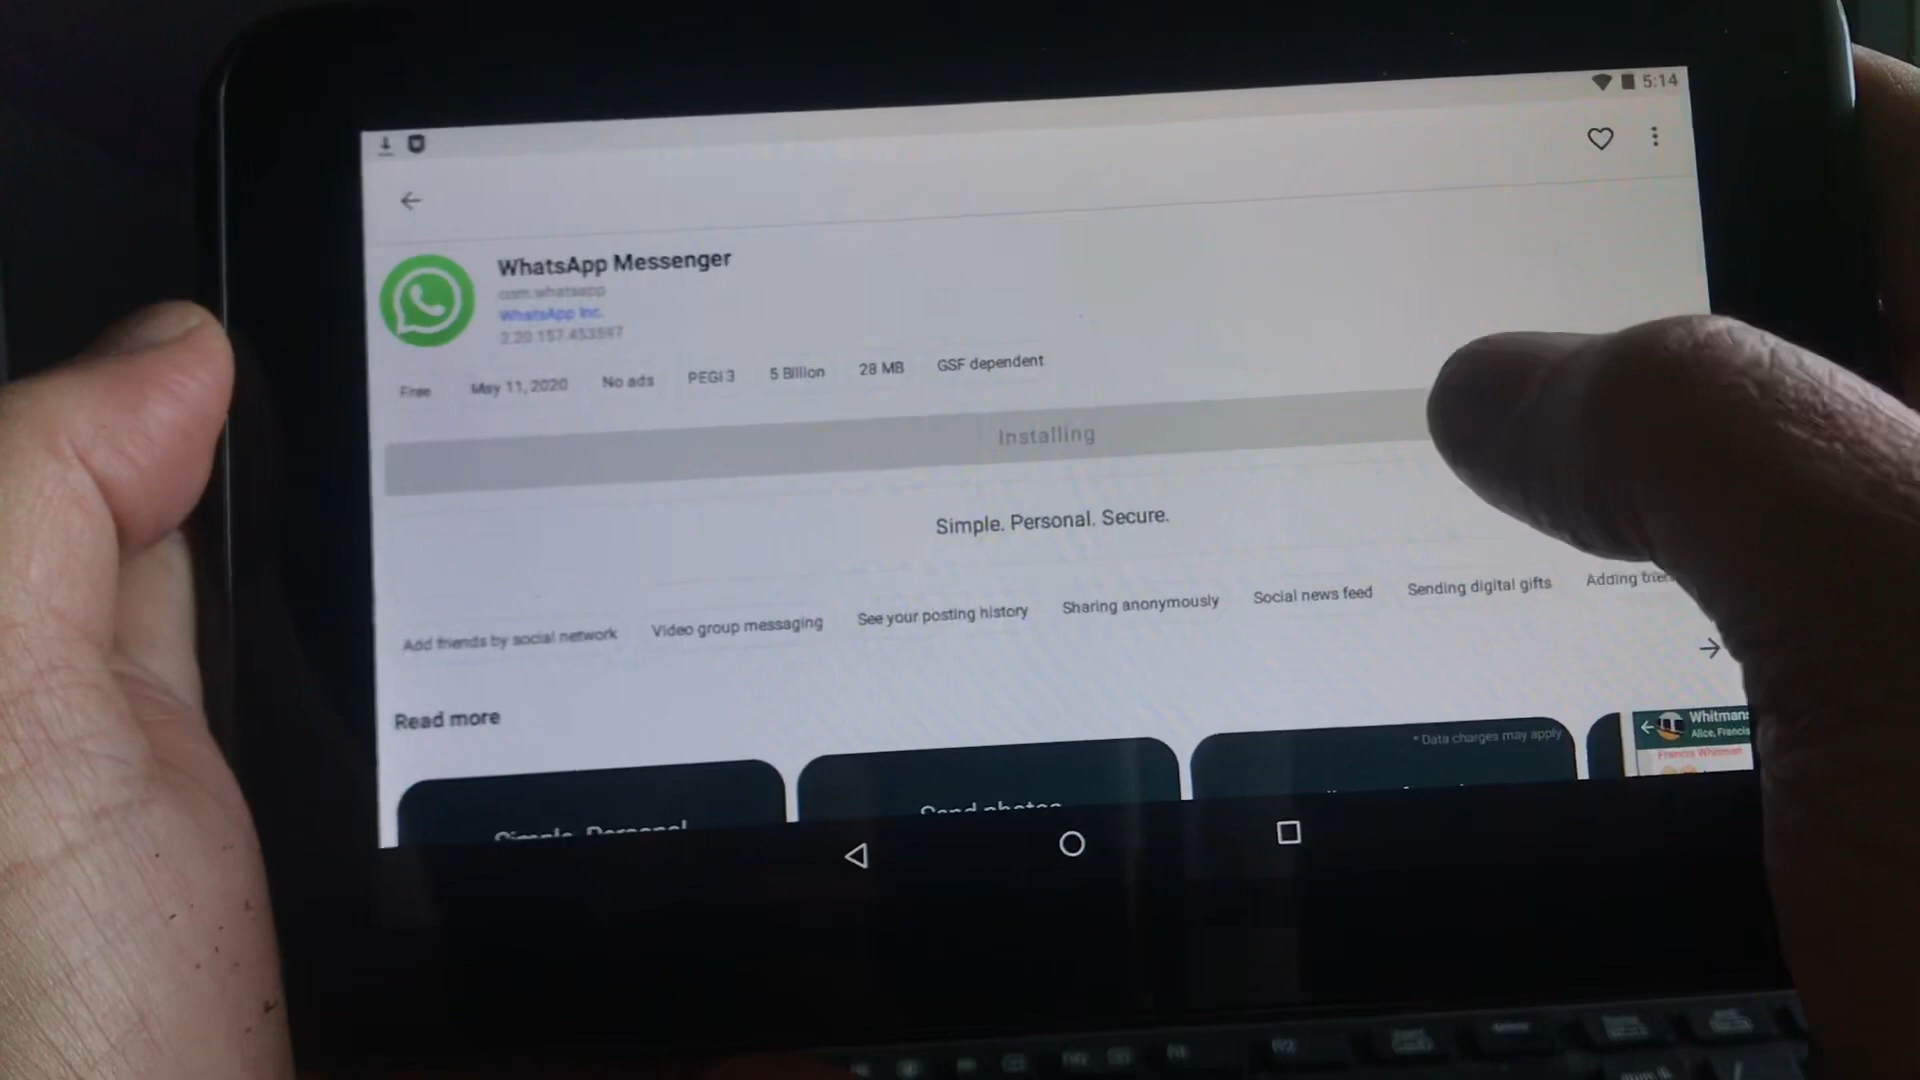 5:14
WhatsApp Messenger
com.whatsapp
WhatsApp Inc.
2.20.157.453597
Free May 11, 2020 No ads PEGI 3 5 Billion 28 MB GSF dependent
Installing
Simple. Personal. Secure.
Add friends by social network Video group messaging See your posting history Sharing anonymously Social news feed Sending digital gifts Adding
Read more
Simple. Personal
Send photos
* Data charges may apply
Whitmans
Alice, Francis
Francis Whitman